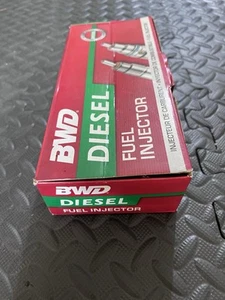 BWD
DIESEL
FUEL
INJECTOR
INJECTEUR DE CARBURANT
BWD
DIESEL
FUEL INJECTOR